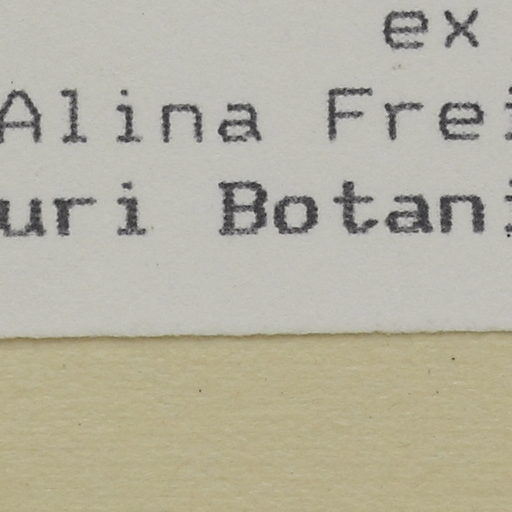 ex
Alina Frei
uri Botani